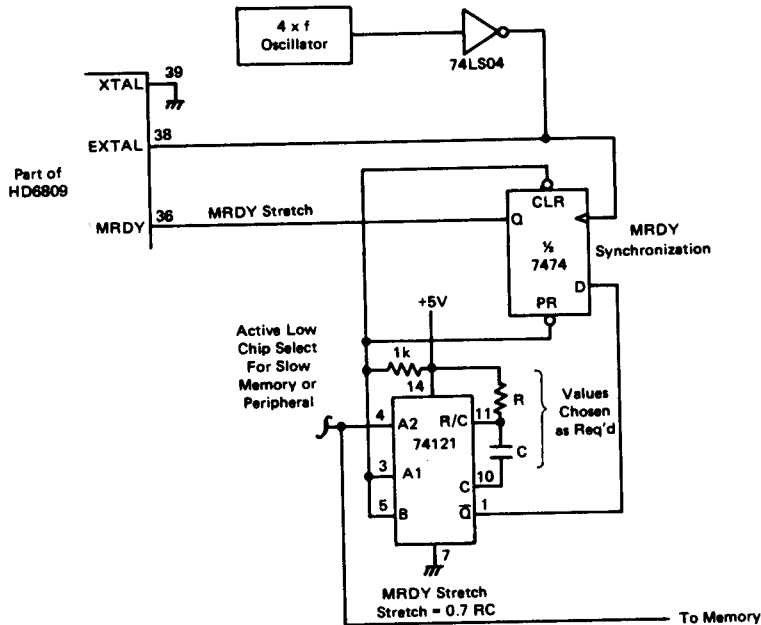 4 x f
Oscillator
74LS04
39
XTAL
38
EXTAL
Part of
HD6809
36
MRDY
MRDY Stretch
CLR
Q
½
7474
D
PR
MRDY
Synchronization
+5V
Active Low
Chip Select
For Slow
Memory or
Peripheral
1k
14
R
Values
Chosen
as Req'd
4
A2
R/C
11
74121
C
3
A1
10
C
5
B
Q̅
1
7
MRDY Stretch
Stretch = 0.7 RC
To Memory